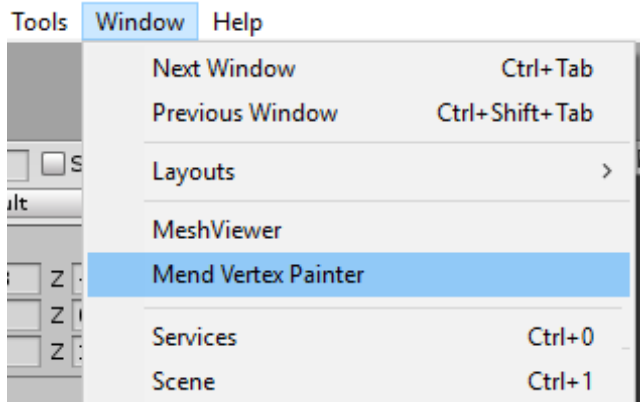 Tools Window Help
Next Window Ctrl+Tab
Previous Window Ctrl+Shift+Tab
Layouts
MeshViewer
Mend Vertex Painter
Z
Z
Services Ctrl+0
Z
Scene Ctrl+1